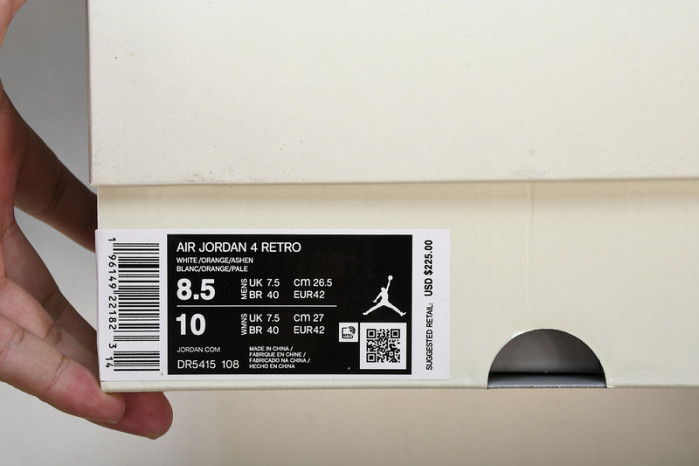 1 96149 22182 3 14
AIR JORDAN 4 RETRO
WHITE/ORANGE/ASHEN
BLANC/ORANGE/PALE
8.5 MENS UK 7.5 cm 26.5
BR 40 EUR42
10 WMNS UK 7.5 cm 27
BR 40 EUR42
JORDAN.COM
DR5415 108
MADE IN CHINA /
FABRIQUE EN CHINE /
FABRICADO NA CHINA /
HECHO EN CHINA
SUGGESTED RETAIL: USD $225.00